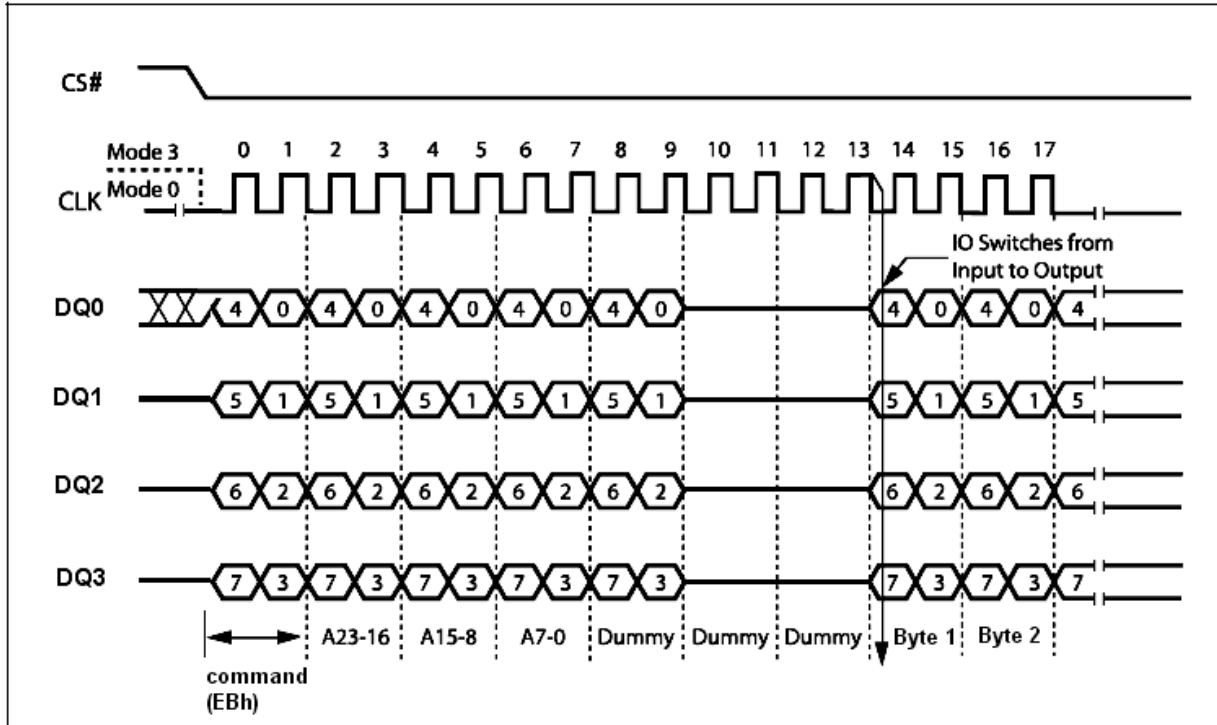 CS#
Mode 3
0 1 2 3 4 5 6 7 8 9 10 11 12 13 14 15 16 17
CLK
Mode 0
IO Switches from
Input to Output
DQ0
4 0 4 0 4 0 4 0 4 0 4 0 4 0 4
DQ1
5 1 5 1 5 1 5 1 5 1 5 1 5 1 5
DQ2
6 2 6 2 6 2 6 2 6 2 6 2 6 2 6
DQ3
7 3 7 3 7 3 7 3 7 3 7 3 7 3 7
A23-16 A15-8 A7-0 Dummy Dummy Dummy Byte 1 Byte 2
command
(EBh)